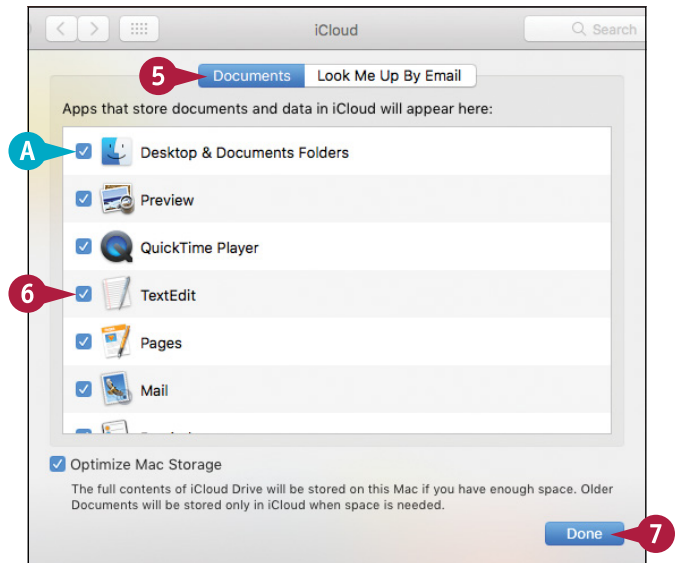 iCloud
Search
5
Documents
Look Me Up By Email
Apps that store documents and data in iCloud will appear here:
A
Desktop & Documents Folders
Preview
QuickTime Player
6
TextEdit
Pages
Mail
Optimize Mac Storage
The full contents of iCloud Drive will be stored on this Mac if you have enough space. Older
Documents will be stored only in iCloud when space is needed.
Done
7